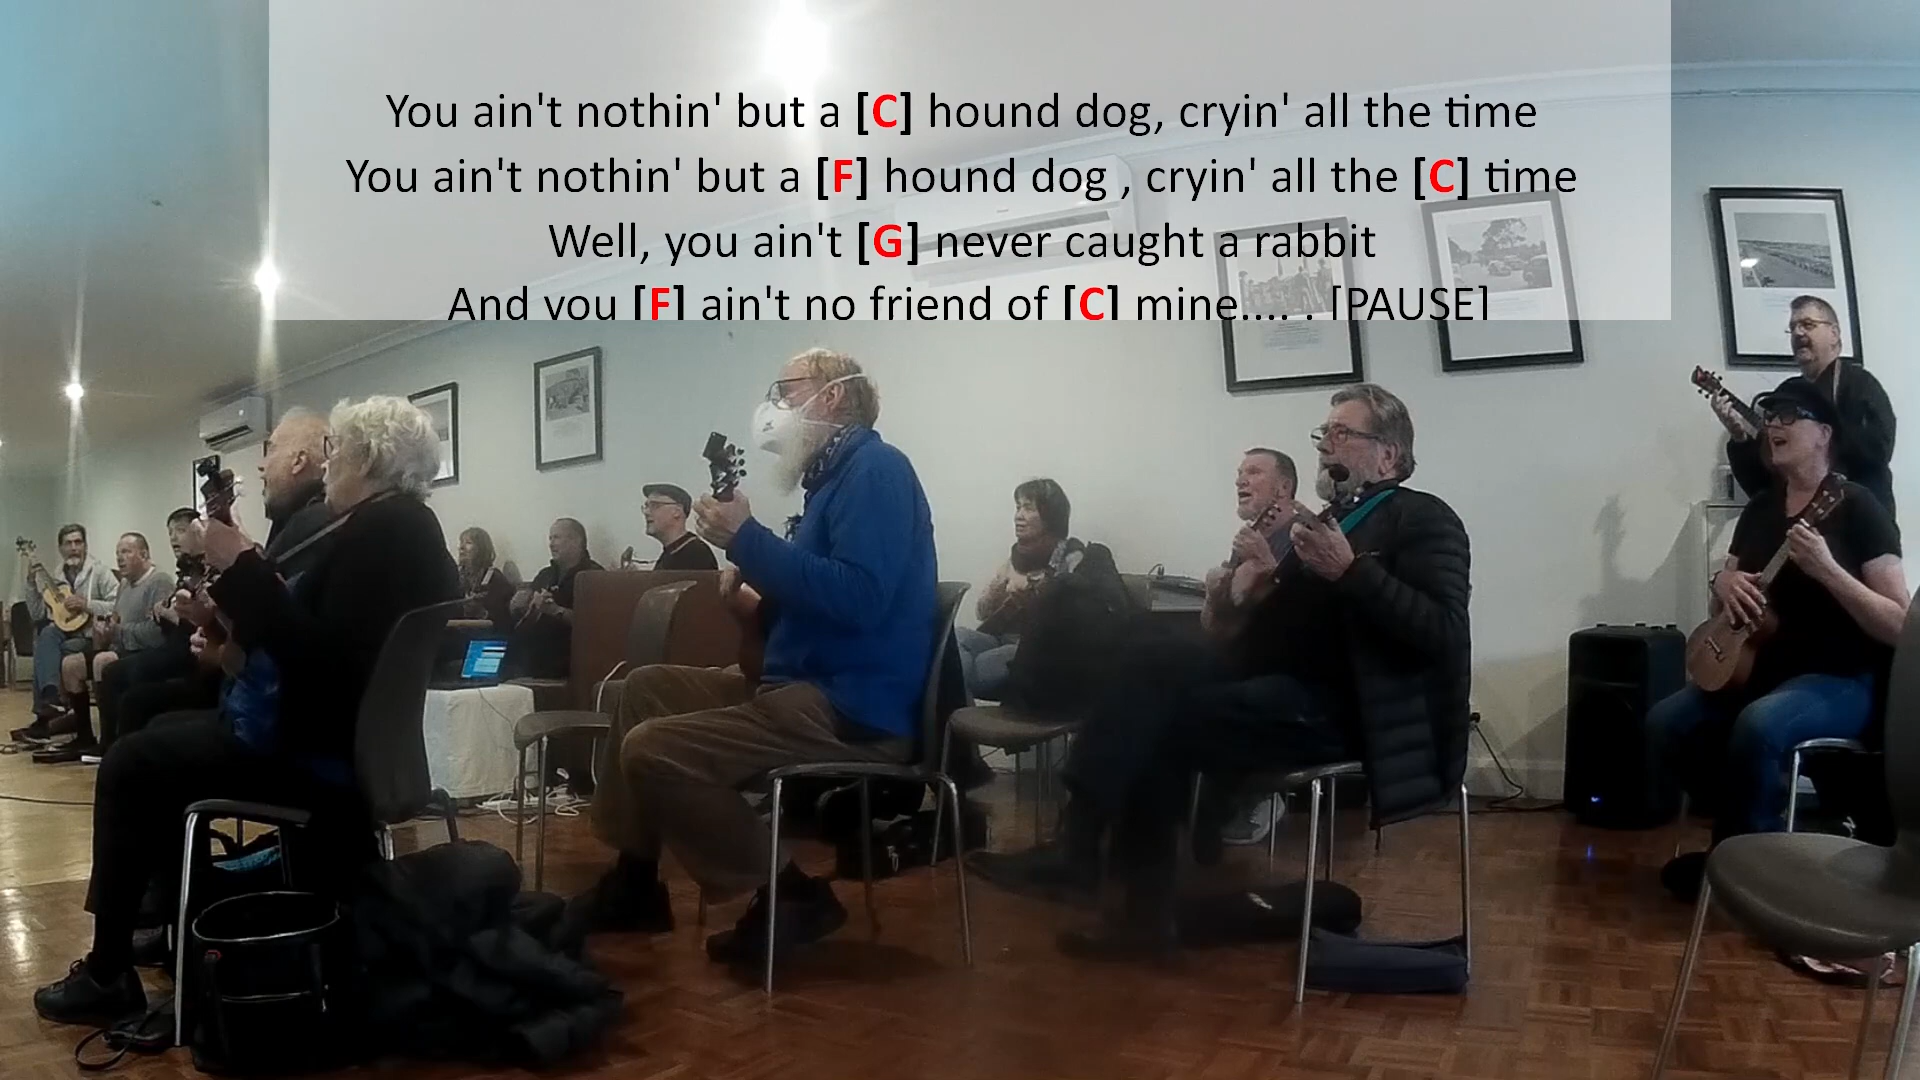 You ain't nothin' but a [C] hound dog, cryin' all the time
You ain't nothin' but a [F] hound dog , cryin' all the [C] time
Well, you ain't [G] never caught a rabbit
And you [F] ain't no friend of [C] mine.... . [PAUSE]